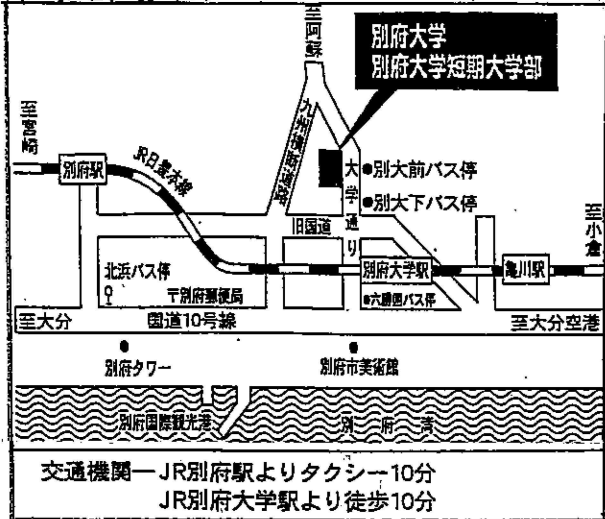 至阿蘇
別府大学
別府大学短期大学部
至宮崎
別府駅
JR日豊本線
九州横断道路
大学通り
●別大前バス停
●別大下バス停
旧国道
至小倉
北浜バス停
〒別府郵便局
別府大学駅
亀川駅
●六勝園バス停
至大分
国道10号線
至大分空港
別府タワー
別府市美術館
別府国際観光港
別府湾
交通機関―JR別府駅よりタクシー10分
JR別府大学駅より徒歩10分